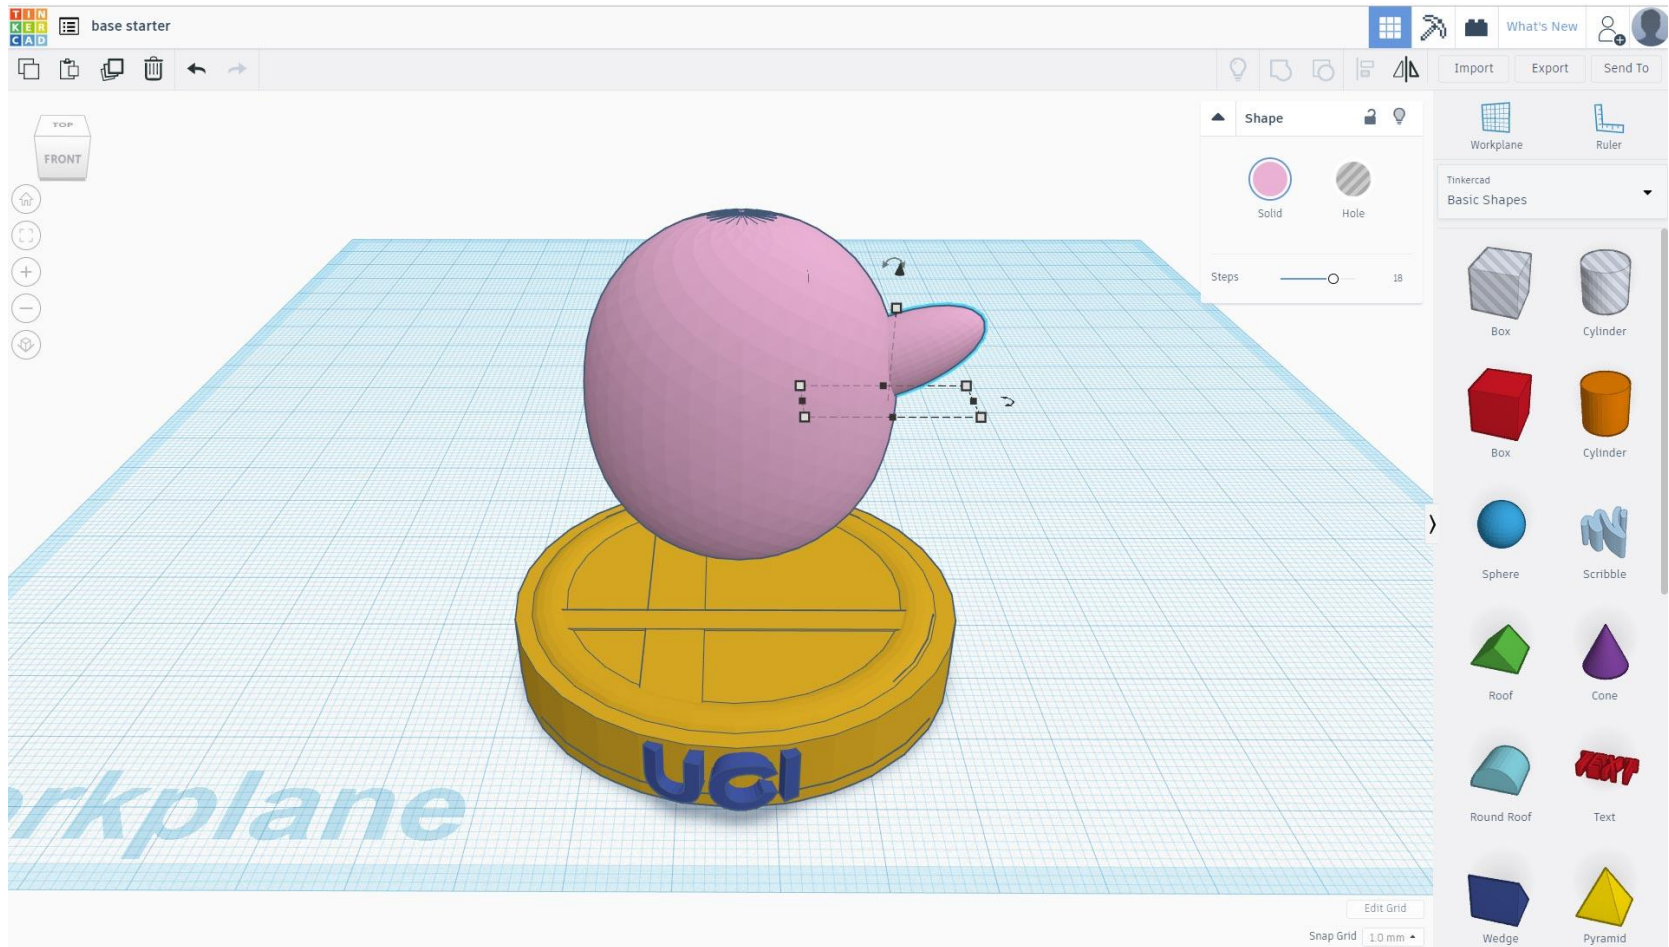 TIN
KER
CAD
base starter
What's New
Import
Export
Send To
TOP
FRONT
Shape
Solid
Hole
Steps
18
Workplane
Ruler
Tinkercad
Basic Shapes
Box
Cylinder
Box
Cylinder
Sphere
Scribble
Roof
Cone
TEXT
Round Roof
Text
Wedge
Pyramid
UCI
rkplane
Edit Grid
Snap Grid
1.0 mm